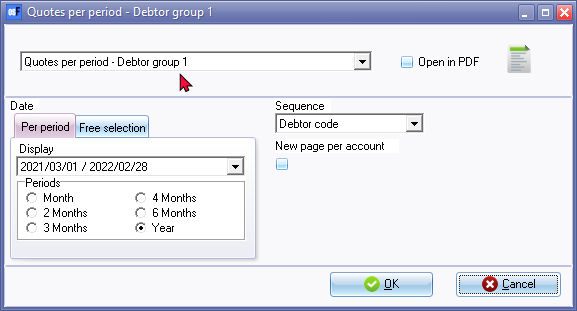 Quotes per period - Debtor group 1
Quotes per period - Debtor group 1
Open in PDF
Date
Per period
Free selection
Display
2021/03/01 / 2022/02/28
Periods
Month
4 Months
2 Months
6 Months
3 Months
Year
Sequence
Debtor code
New page per account
OK
Cancel